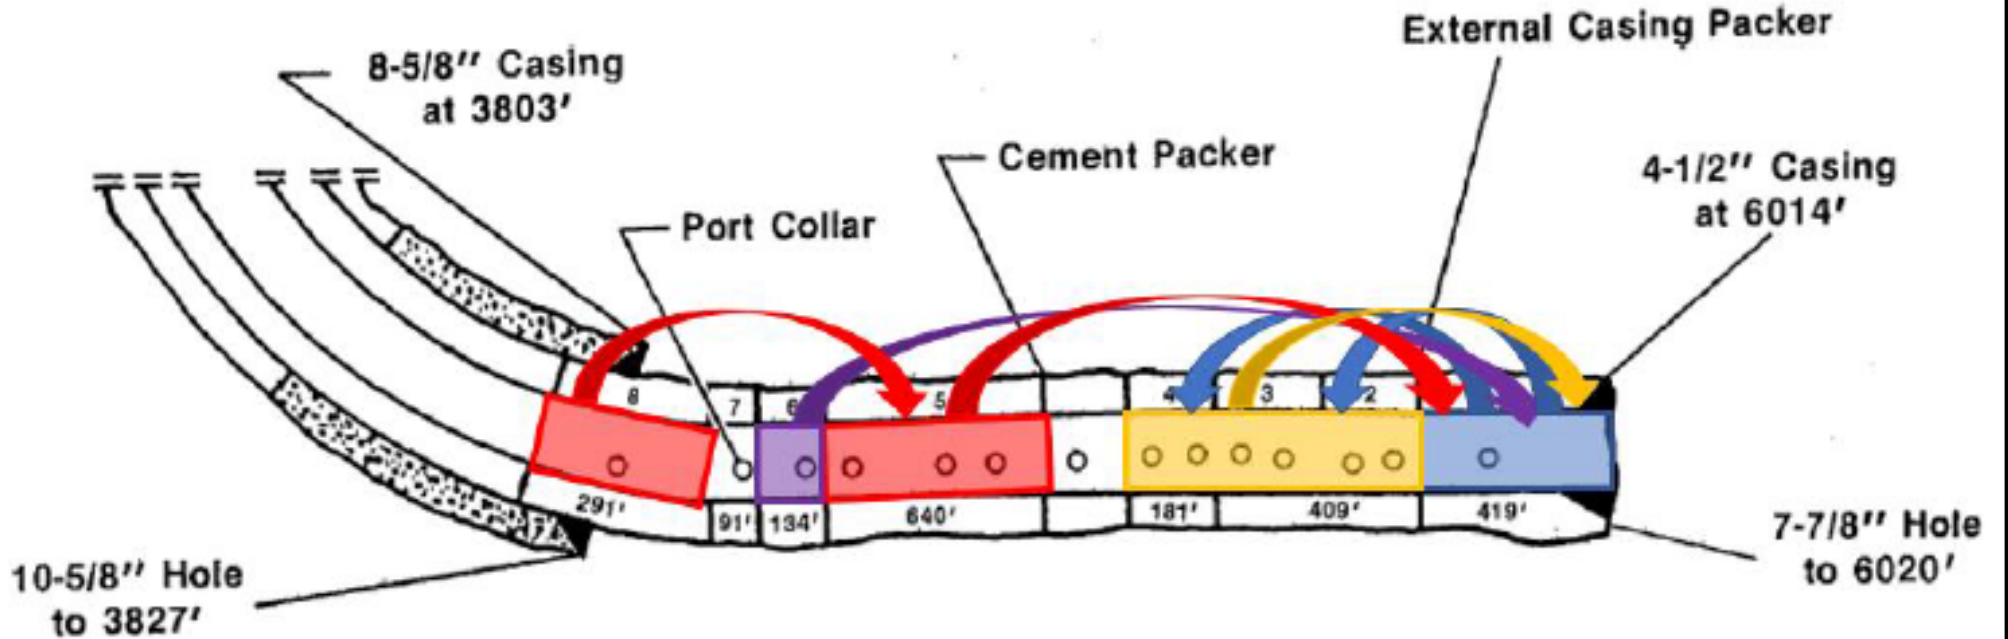 External Casing Packer
8-5/8" Casing
at 3803'
Cement Packer
4-1/2" Casing
at 6014'
Port Collar
8
7
6
5
4
3
2
291'
91'
134'
640'
181'
409'
419'
10-5/8" Hole
to 3827'
7-7/8" Hole
to 6020'